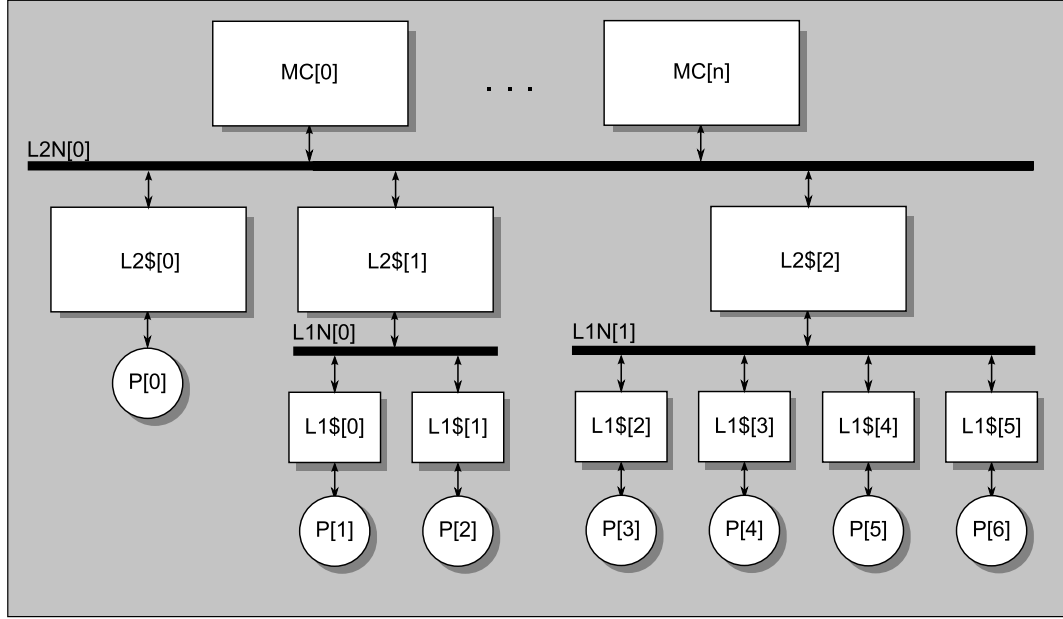 MC[0]
. . .
MC[n]
L2N[0]
L2$[0]
L2$[1]
L2$[2]
L1N[0]
L1N[1]
P[0]
L1$[0]
L1$[1]
L1$[2]
L1$[3]
L1$[4]
L1$[5]
P[1]
P[2]
P[3]
P[4]
P[5]
P[6]